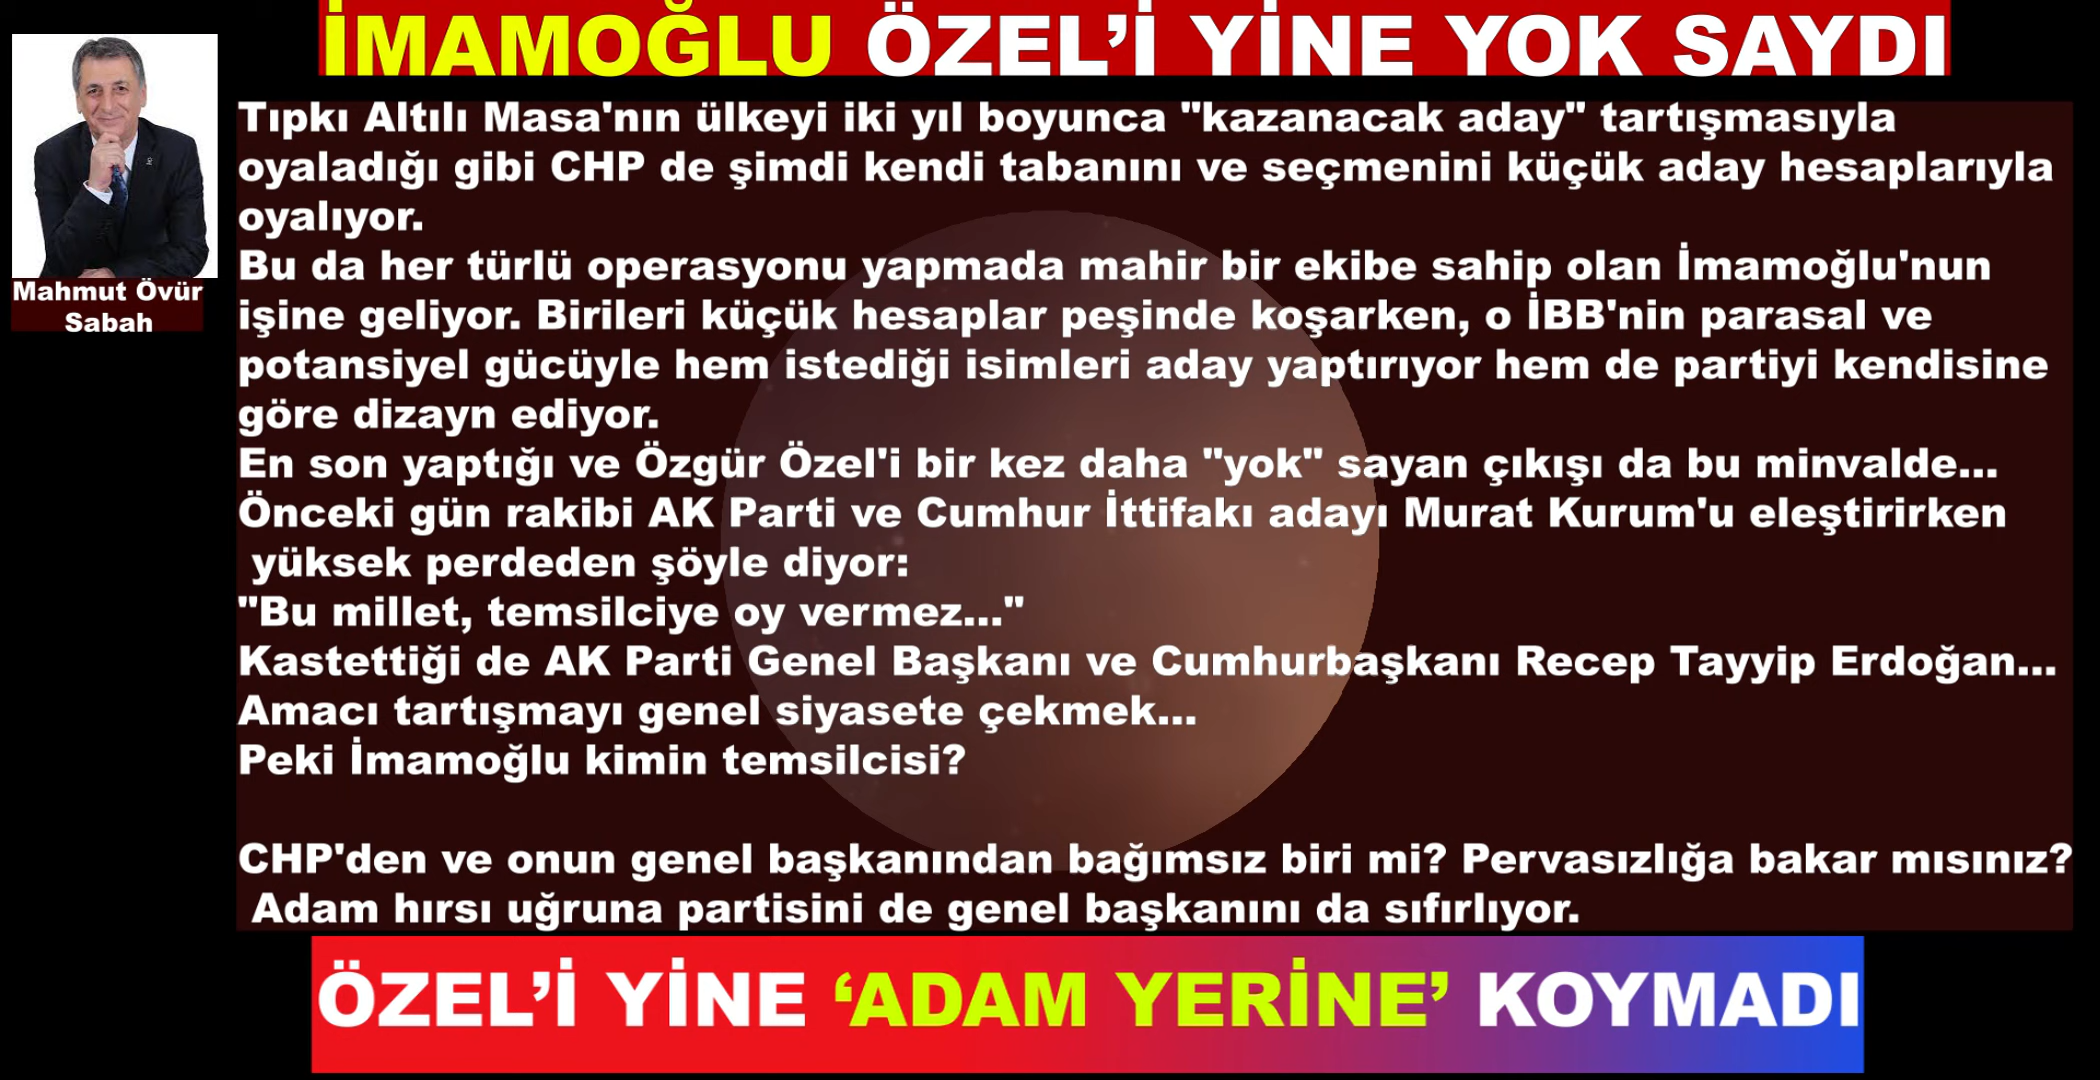 İMAMOĞLU ÖZEL’İ YİNE YOK SAYDI
Mahmut Övür
Sabah
Tıpkı Altılı Masa'nın ülkeyi iki yıl boyunca "kazanacak aday" tartışmasıyla
oyaladığı gibi CHP de şimdi kendi tabanını ve seçmenini küçük aday hesaplarıyla
oyalıyor.
Bu da her türlü operasyonu yapmada mahir bir ekibe sahip olan İmamoğlu'nun
işine geliyor. Birileri küçük hesaplar peşinde koşarken, o İBB'nin parasal ve
potansiyel gücüyle hem istediği isimleri aday yaptırıyor hem de partiyi kendisine
göre dizayn ediyor.
En son yaptığı ve Özgür Özel'i bir kez daha "yok" sayan çıkışı da bu minvalde...
Önceki gün rakibi AK Parti ve Cumhur İttifakı adayı Murat Kurum'u eleştirirken
yüksek perdeden şöyle diyor:
"Bu millet, temsilciye oy vermez..."
Kastettiği de AK Parti Genel Başkanı ve Cumhurbaşkanı Recep Tayyip Erdoğan...
Amacı tartışmayı genel siyasete çekmek...
Peki İmamoğlu kimin temsilcisi?
CHP'den ve onun genel başkanından bağımsız biri mi? Pervasızlığa bakar mısınız?
Adam hırsı uğruna partisini de genel başkanını da sıfırlıyor.
ÖZEL’İ YİNE ‘ADAM YERİNE’ KOYMADI